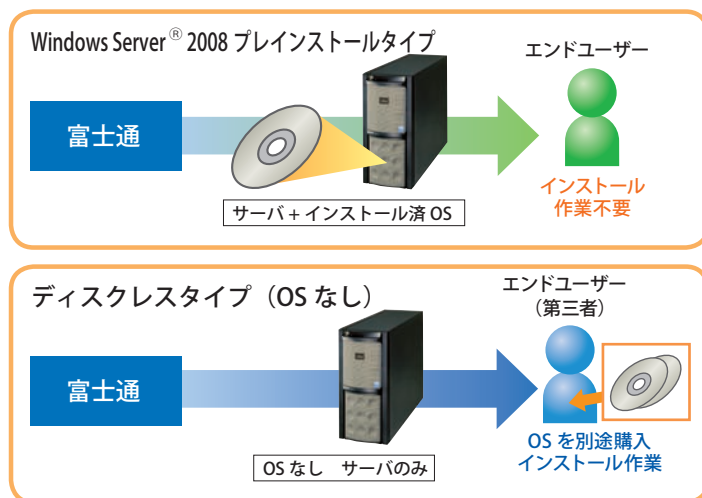 Windows Server® 2008 プレインストールタイプ
エンドユーザー
富士通
サーバ + インストール済 OS
インストール
作業不要
ディスクレスタイプ（OS なし）
エンドユーザー
（第三者）
富士通
OS なし　サーバのみ
OS を別途購入
インストール作業